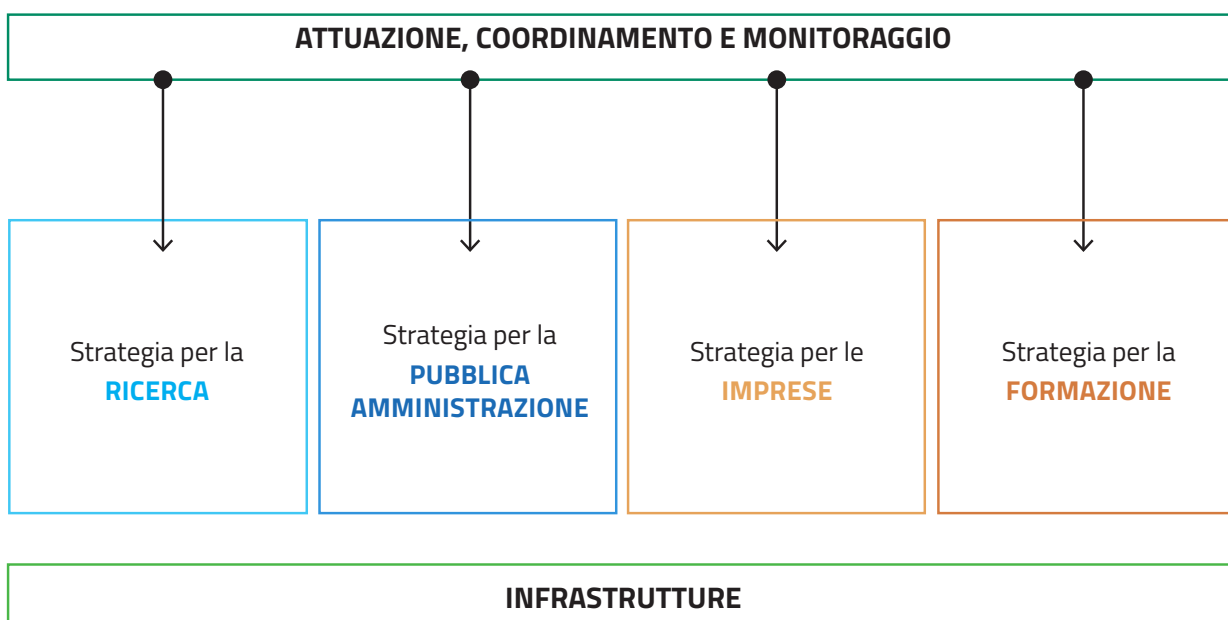 ATTUAZIONE, COORDINAMENTO E MONITORAGGIO
Strategia per la
RICERCA
Strategia per la
PUBBLICA
AMMINISTRAZIONE
Strategia per le
IMPRESE
Strategia per la
FORMAZIONE
INFRASTRUTTURE